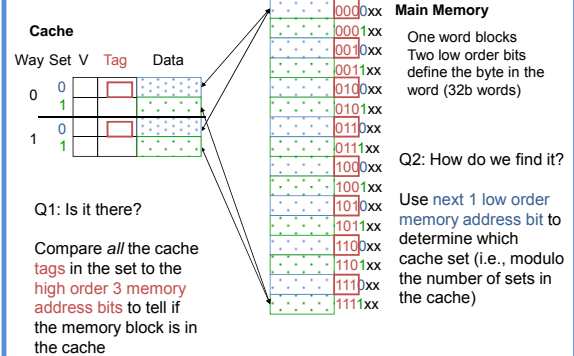 Cache
Way Set V Tag Data
0 0
1
1 0
1
Q1: Is it there?
Compare all the cache
tags in the set to the
high order 3 memory
address bits to tell if
the memory block is in
the cache
0000xx
0001xx
0010xx
0011xx
0100xx
0101xx
0110xx
0111xx
1000xx
1001xx
1010xx
1011xx
1100xx
1101xx
1110xx
1111xx
Main Memory
One word blocks
Two low order bits
define the byte in the
word (32b words)
Q2: How do we find it?
Use next 1 low order
memory address bit to
determine which
cache set (i.e., modulo
the number of sets in
the cache)